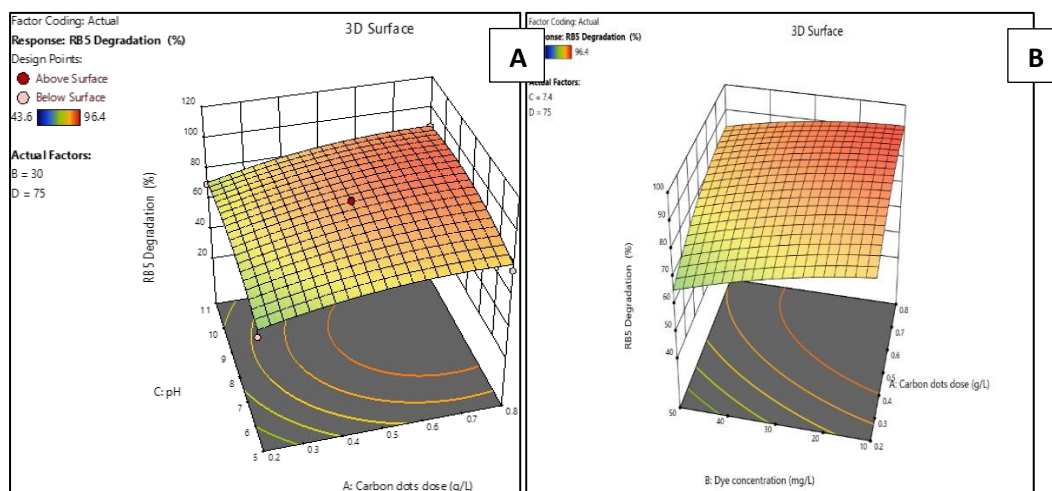 Factor Coding: Actual
3D Surface
Response: RB5 Degradation (%)
Design Points:
Above Surface
Below Surface
43.6 96.4
Actual Factors:
B = 30
D = 75
A
120
100
80
60
40
20
RB5 Degradation (%)
11
10
9
8
7
6
5
C: pH
0.2
0.3
0.4
0.5
0.6
0.7
0.8
A: Carbon dots dose (g/L)
Factor Coding: Actual
3D Surface
Response: RB5 Degradation (%)
96.4
Actual Factors:
C = 7.4
D = 75
B
100
90
80
70
60
50
40
RB5 Degradation (%)
0.8
0.7
0.6
0.5
0.4
0.3
0.2
A: Carbon dots dose (g/L)
50
40
30
20
10
B: Dye concentration (mg/L)